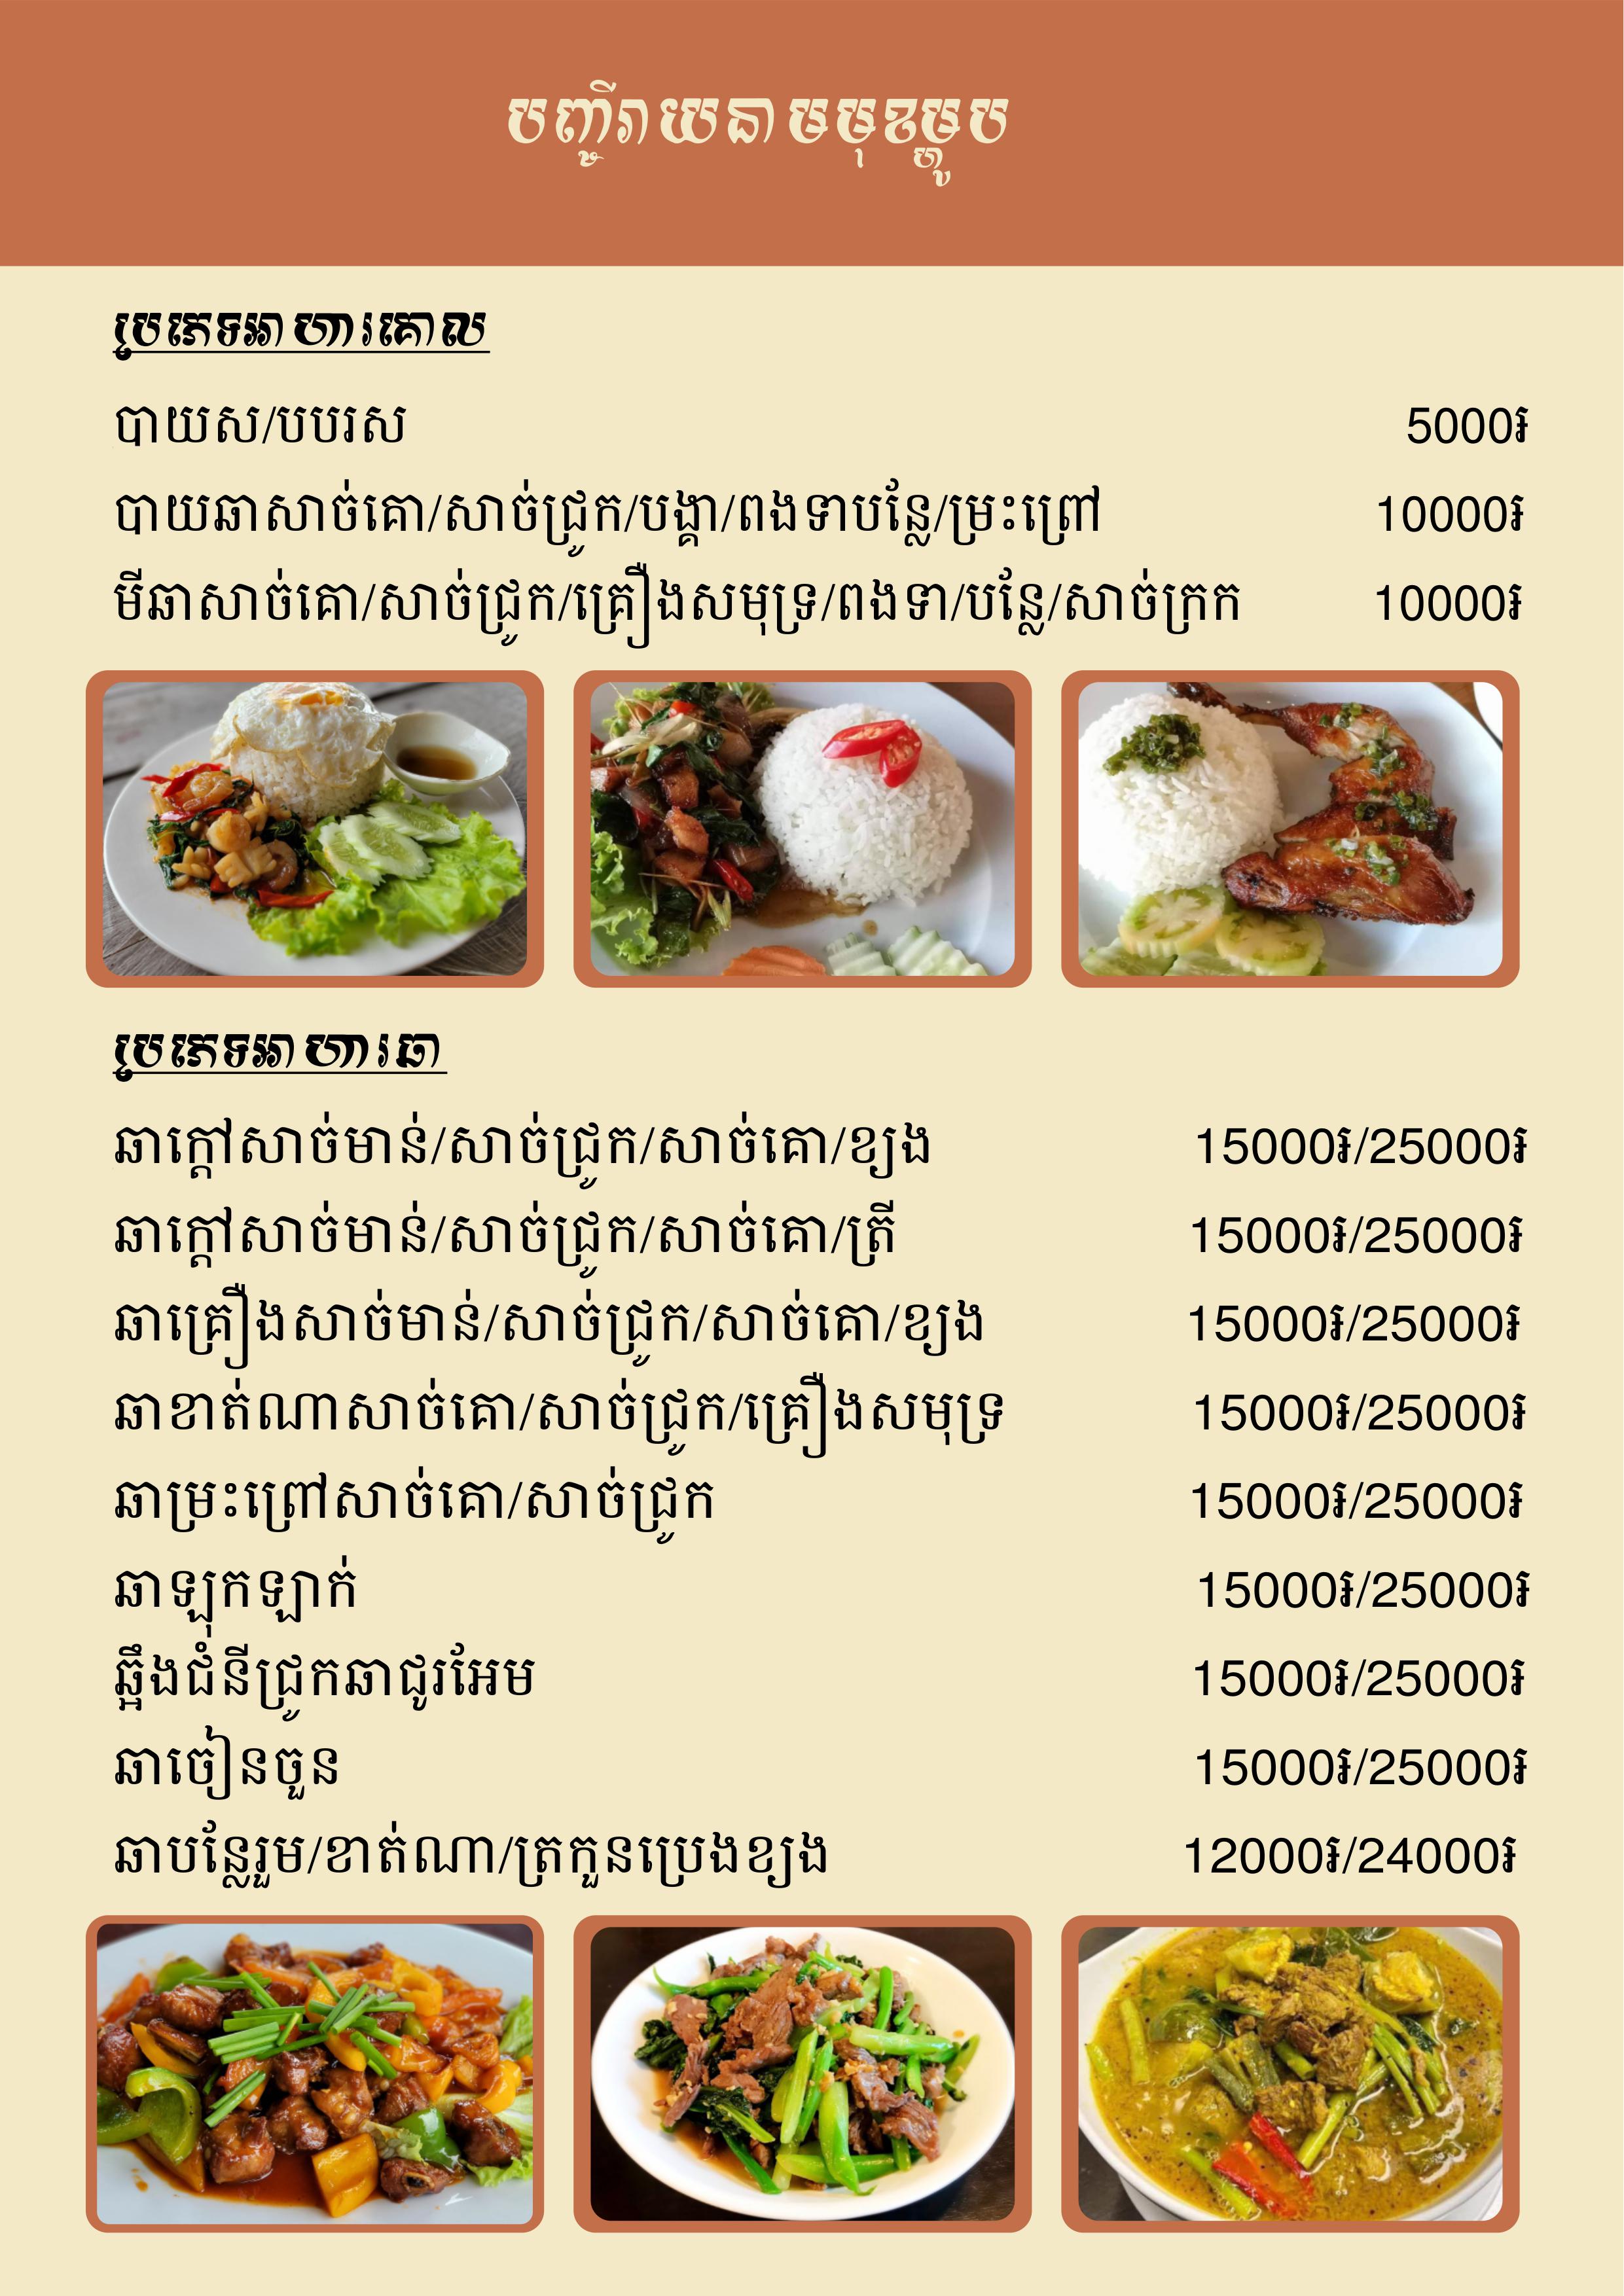 បញ្ជីរាយនាមមុខម្ហូប
ប្រភេទអាហារគោល
បាយស/បបរស 5000៛
បាយឆាសាច់គោ/សាច់ជ្រូក/បង្គា/ពងទាបន្លែ/ម្រះព្រៅ 10000៛
មីឆាសាច់គោ/សាច់ជ្រូក/គ្រឿងសមុទ្រ/ពងទា/បន្លែ/សាច់ក្រក 10000៛
ប្រភេទអាហារឆា
ឆាក្តៅសាច់មាន់/សាច់ជ្រូក/សាច់គោ/ខ្យង 15000៛/25000៛
ឆាក្តៅសាច់មាន់/សាច់ជ្រូក/សាច់គោ/ត្រី 15000៛/25000៛
ឆាគ្រឿងសាច់មាន់/សាច់ជ្រូក/សាច់គោ/ខ្យង 15000៛/25000៛
ឆាខាត់ណាសាច់គោ/សាច់ជ្រូក/គ្រឿងសមុទ្រ 15000៛/25000៛
ឆាម្រះព្រៅសាច់គោ/សាច់ជ្រូក 15000៛/25000៛
ឆាឡុកឡាក់ 15000៛/25000៛
ឆ្អឹងជំនីជ្រូកឆាជូរអែម 15000៛/25000៛
ឆាចៀនចួន 15000៛/25000៛
ឆាបន្លែរួម/ខាត់ណា/ត្រកួនប្រេងខ្យង 12000៛/24000៛